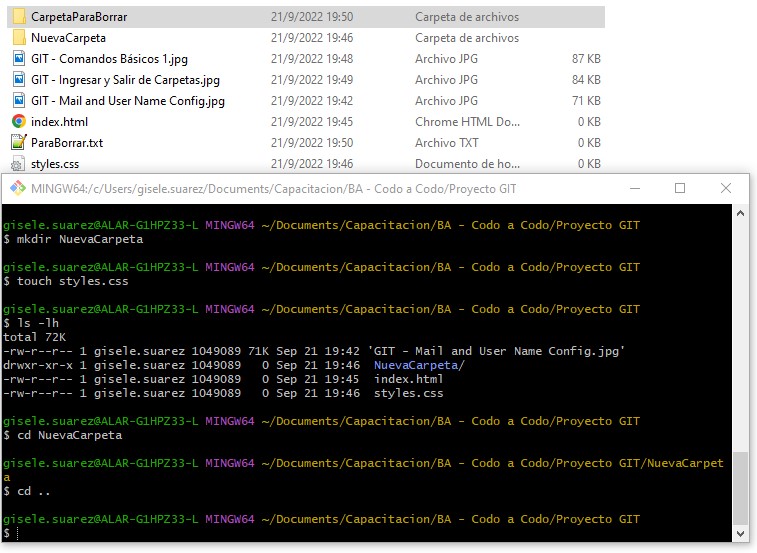 CarpetaParaBorrar 21/9/2022 19:50 Carpeta de archivos
NuevaCarpeta 21/9/2022 19:46 Carpeta de archivos
GIT - Comandos Básicos 1.jpg 21/9/2022 19:48 Archivo JPG 87 KB
GIT - Ingresar y Salir de Carpetas.jpg 21/9/2022 19:49 Archivo JPG 84 KB
GIT - Mail and User Name Config.jpg 21/9/2022 19:42 Archivo JPG 71 KB
index.html 21/9/2022 19:45 Chrome HTML Do... 0 KB
ParaBorrar.txt 21/9/2022 19:50 Archivo TXT 0 KB
styles.css 21/9/2022 19:46 Documento de ho... 0 KB
MINGW64:/c/Users/gisele.suarez/Documents/Capacitacion/BA - Codo a Codo/Proyecto GIT
gisele.suarez@ALAR-G1HPZ33-L MINGW64 ~/Documents/Capacitacion/BA - Codo a Codo/Proyecto GIT
$ mkdir NuevaCarpeta
gisele.suarez@ALAR-G1HPZ33-L MINGW64 ~/Documents/Capacitacion/BA - Codo a Codo/Proyecto GIT
$ touch styles.css
gisele.suarez@ALAR-G1HPZ33-L MINGW64 ~/Documents/Capacitacion/BA - Codo a Codo/Proyecto GIT
$ ls -lh
total 72K
-rw-r--r-- 1 gisele.suarez 1049089 71K Sep 21 19:42 'GIT - Mail and User Name Config.jpg'
drwxr-xr-x 1 gisele.suarez 1049089   0 Sep 21 19:46  NuevaCarpeta/
-rw-r--r-- 1 gisele.suarez 1049089   0 Sep 21 19:45  index.html
-rw-r--r-- 1 gisele.suarez 1049089   0 Sep 21 19:46  styles.css
gisele.suarez@ALAR-G1HPZ33-L MINGW64 ~/Documents/Capacitacion/BA - Codo a Codo/Proyecto GIT
$ cd NuevaCarpeta
gisele.suarez@ALAR-G1HPZ33-L MINGW64 ~/Documents/Capacitacion/BA - Codo a Codo/Proyecto GIT/NuevaCarpet
a
$ cd ..
gisele.suarez@ALAR-G1HPZ33-L MINGW64 ~/Documents/Capacitacion/BA - Codo a Codo/Proyecto GIT
$